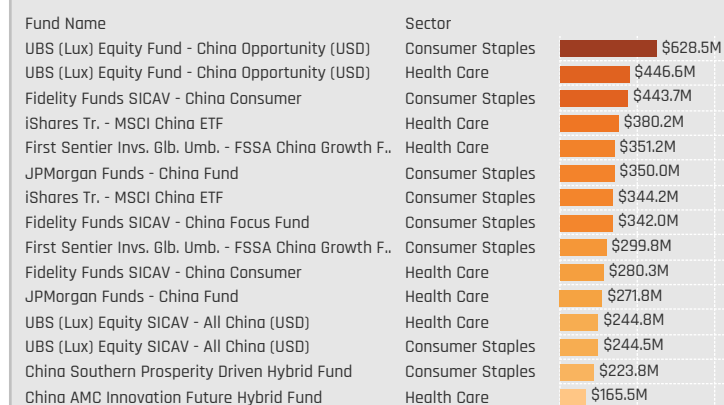 Fund Name Sector
UBS (Lux) Equity Fund - China Opportunity (USD) Consumer Staples $628.5M
UBS (Lux) Equity Fund - China Opportunity (USD) Health Care $446.6M
Fidelity Funds SICAV - China Consumer Consumer Staples $443.7M
iShares Tr. - MSCI China ETF Health Care $380.2M
First Sentier Invs. Glb. Umb. - FSSA China Growth F.. Health Care $351.2M
JPMorgan Funds - China Fund Consumer Staples $350.0M
iShares Tr. - MSCI China ETF Consumer Staples $344.2M
Fidelity Funds SICAV - China Focus Fund Consumer Staples $342.0M
First Sentier Invs. Glb. Umb. - FSSA China Growth F.. Consumer Staples $299.8M
Fidelity Funds SICAV - China Consumer Health Care $280.3M
JPMorgan Funds - China Fund Health Care $271.8M
UBS (Lux) Equity SICAV - All China (USD) Health Care $244.8M
UBS (Lux) Equity SICAV - All China (USD) Consumer Staples $244.5M
China Southern Prosperity Driven Hybrid Fund Consumer Staples $223.8M
China AMC Innovation Future Hybrid Fund Health Care $165.5M